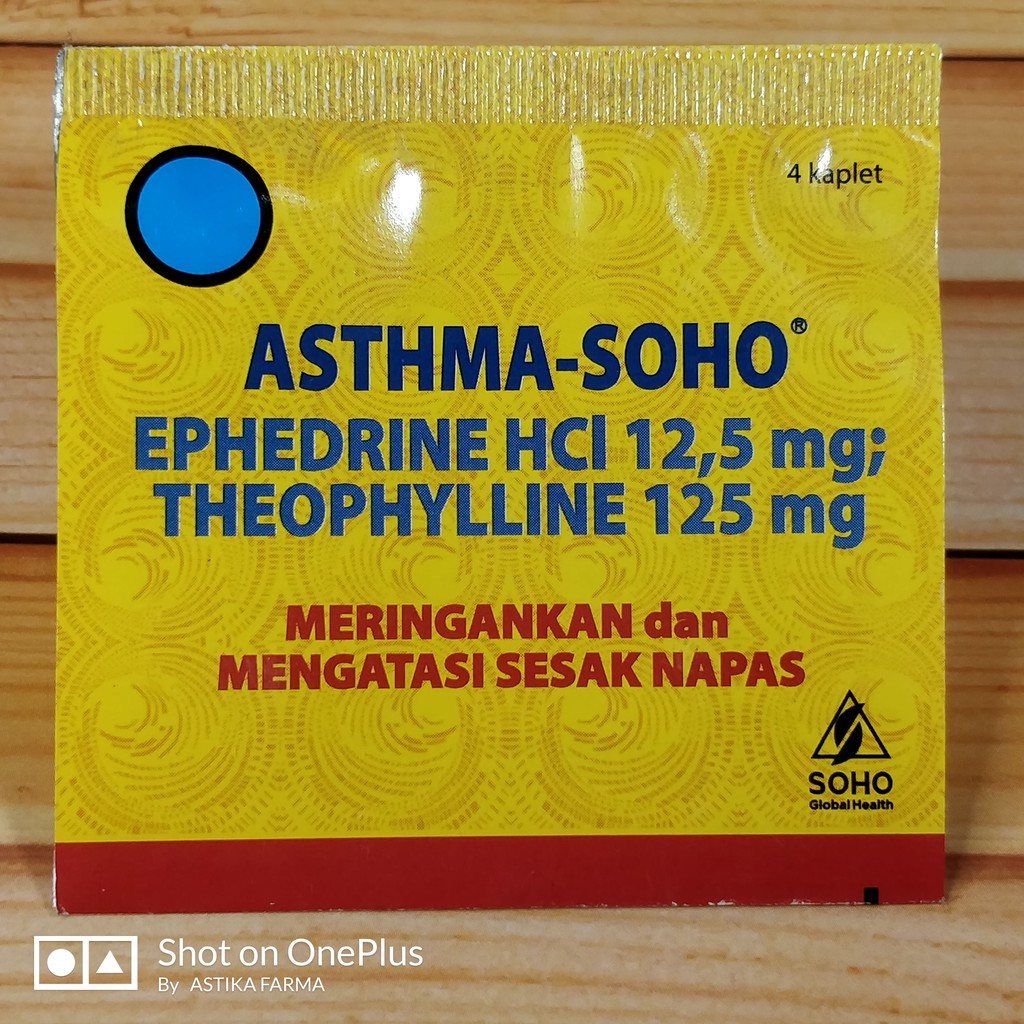 4 kaplet
ASTHMA-SOHO®
EPHEDRINE HCl 12,5 mg;
THEOPHYLLINE 125 mg
MERINGANKAN dan
MENGATASI SESAK NAPAS
SOHO
Global Health
Shot on OnePlus
By ASTIKA FARMA